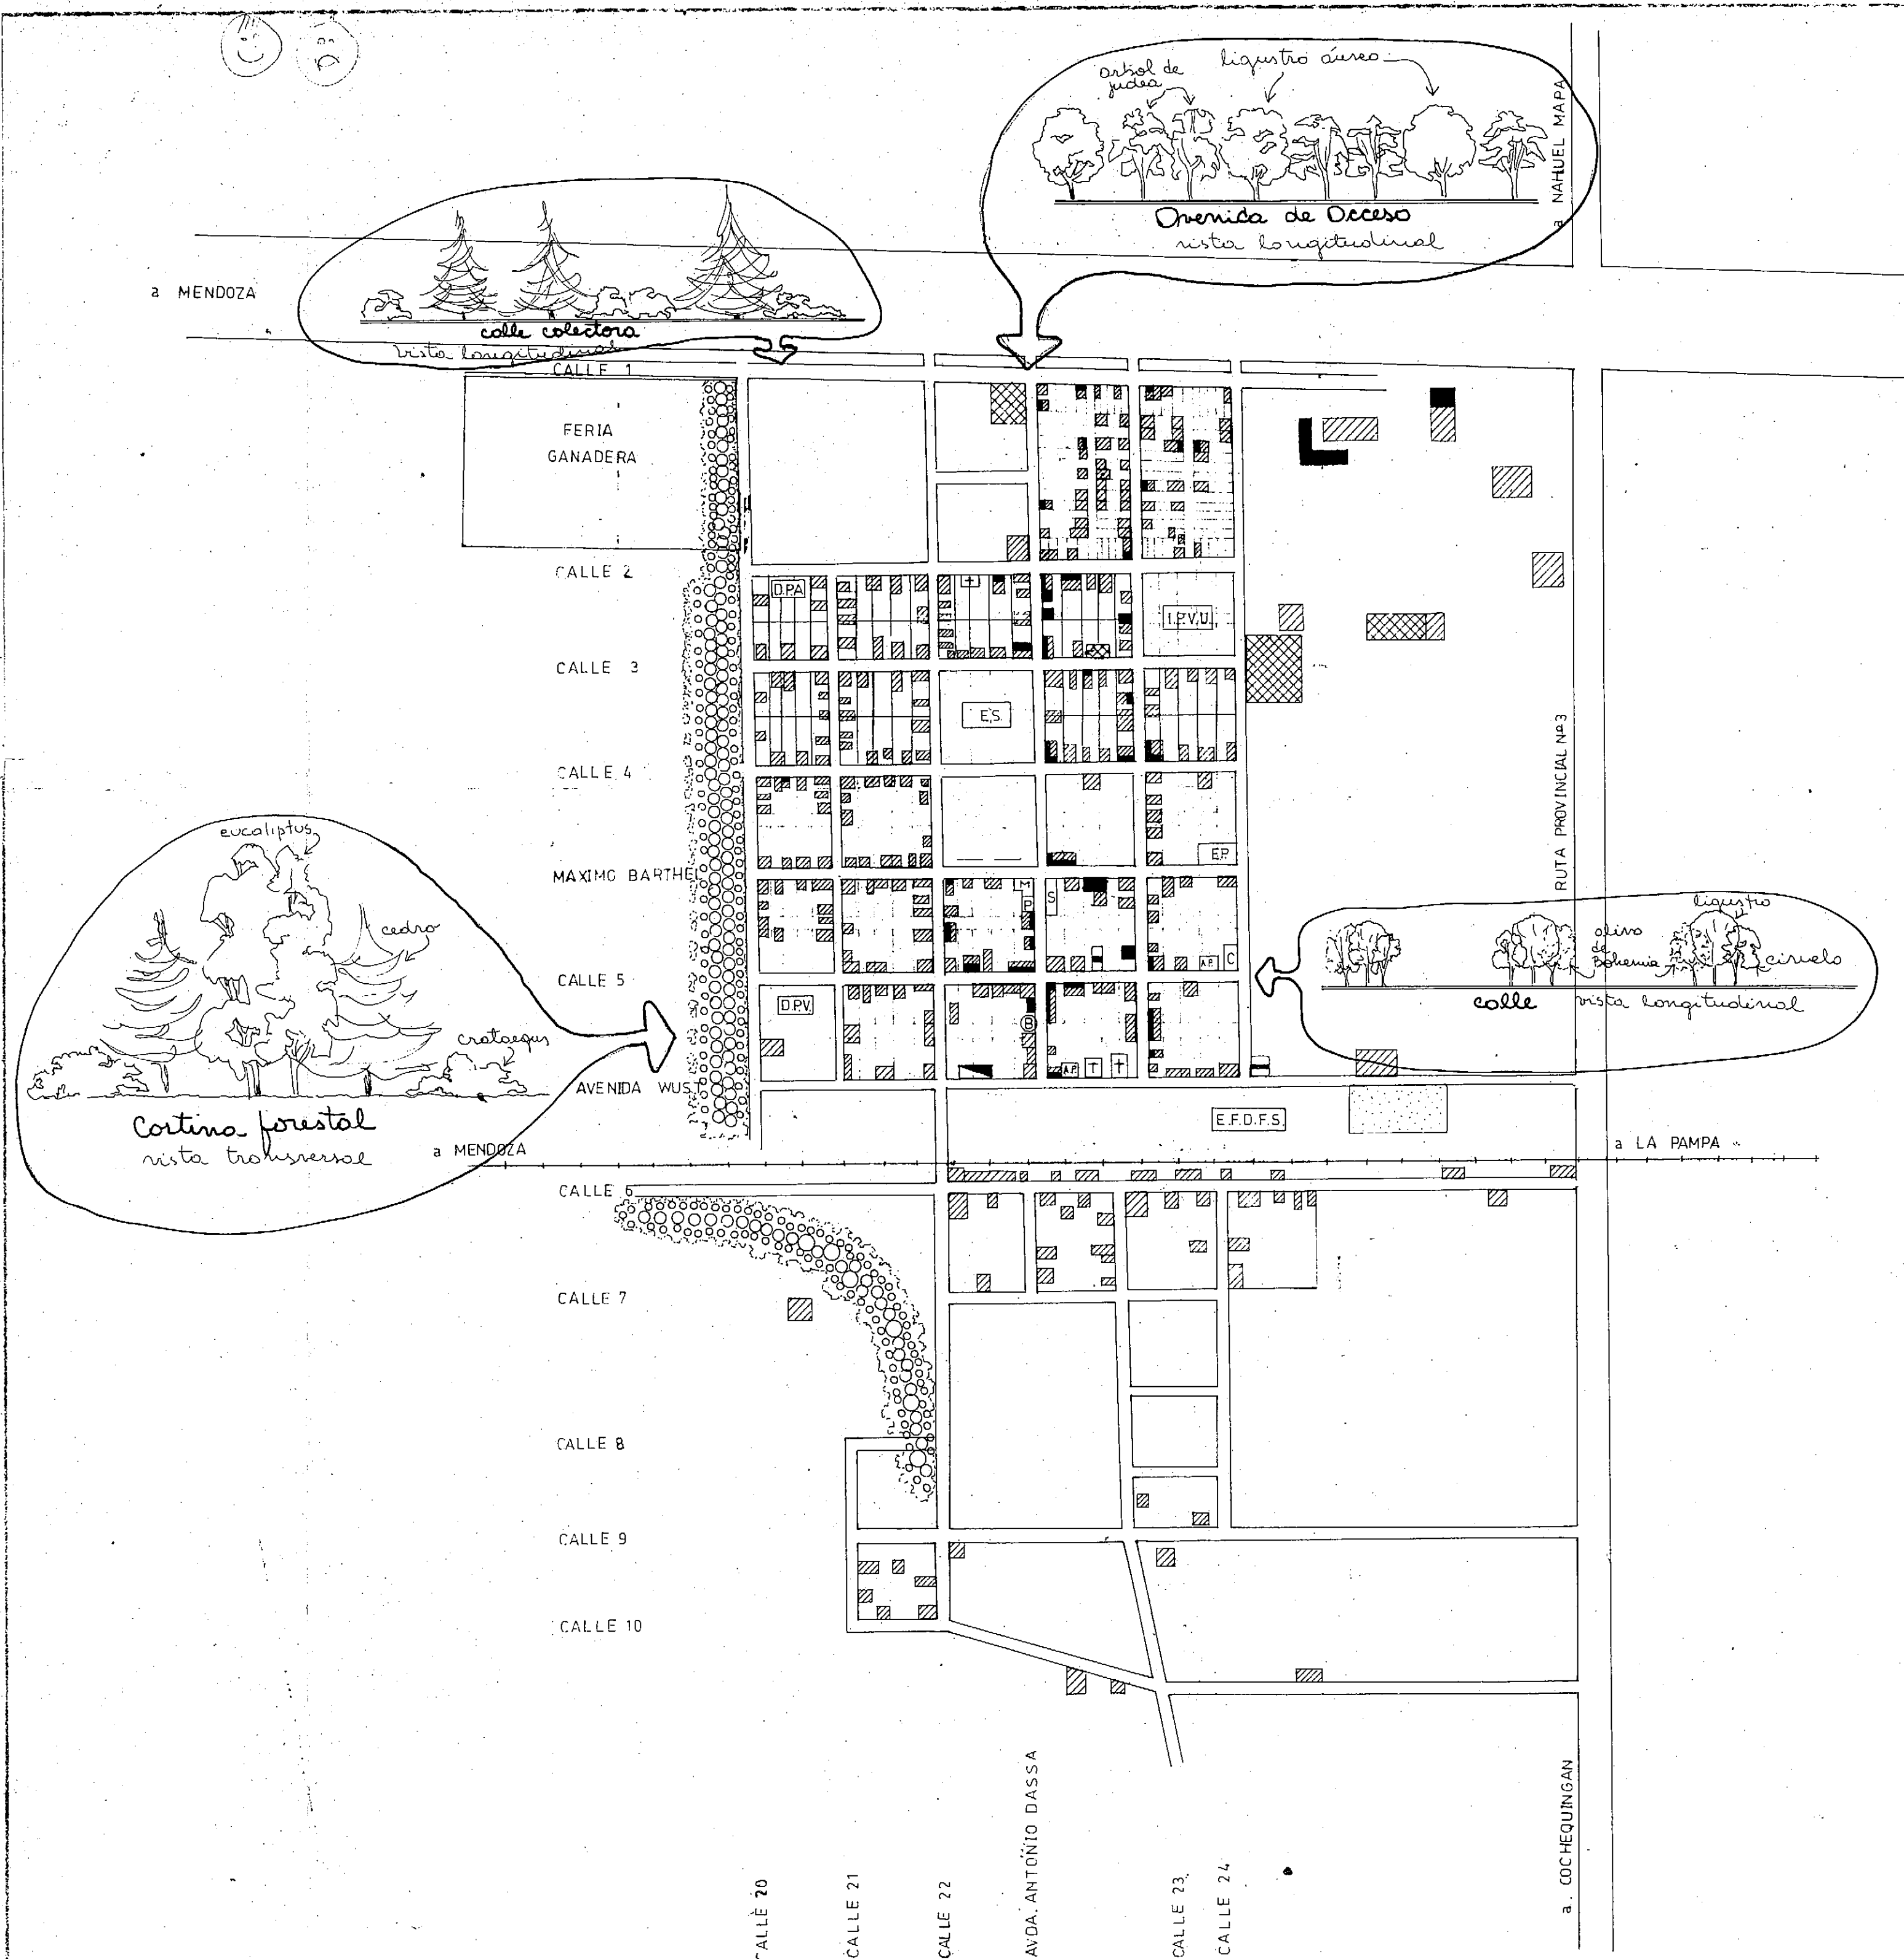 arbol de
judea
ligustro áureo
a NAHUEL MAPA
Avenida de Acceso
vista longitudinal
a MENDOZA
calle colectora
vista longitudinal
CALLE 1
FERIA
GANADERA
CALLE 2
D.P.A
I.P.V.U.
CALLE 3
E.S.
RUTA PROVINCIAL Nº3
CALLE 4
eucaliptus
E.P.
MAXIMO BARTHEL
M
P
S
cedro
ligustro
olivo
de
Bohemia
ciruelo
A.P.
C
CALLE 5
calle vista longitudinal
D.P.V.
B
crataegus
A.P.
T
AVENIDA WUST
Cortina forestal
vista transversal
E.F.D.F.S.
a MENDOZA
a LA PAMPA
CALLE 6
CALLE 7
CALLE 8
CALLE 9
CALLE 10
CALLE 20
CALLE 21
CALLE 22
AVDA. ANTONIO DASSA
CALLE 23
CALLE 24
a. COCHEQUINGAN